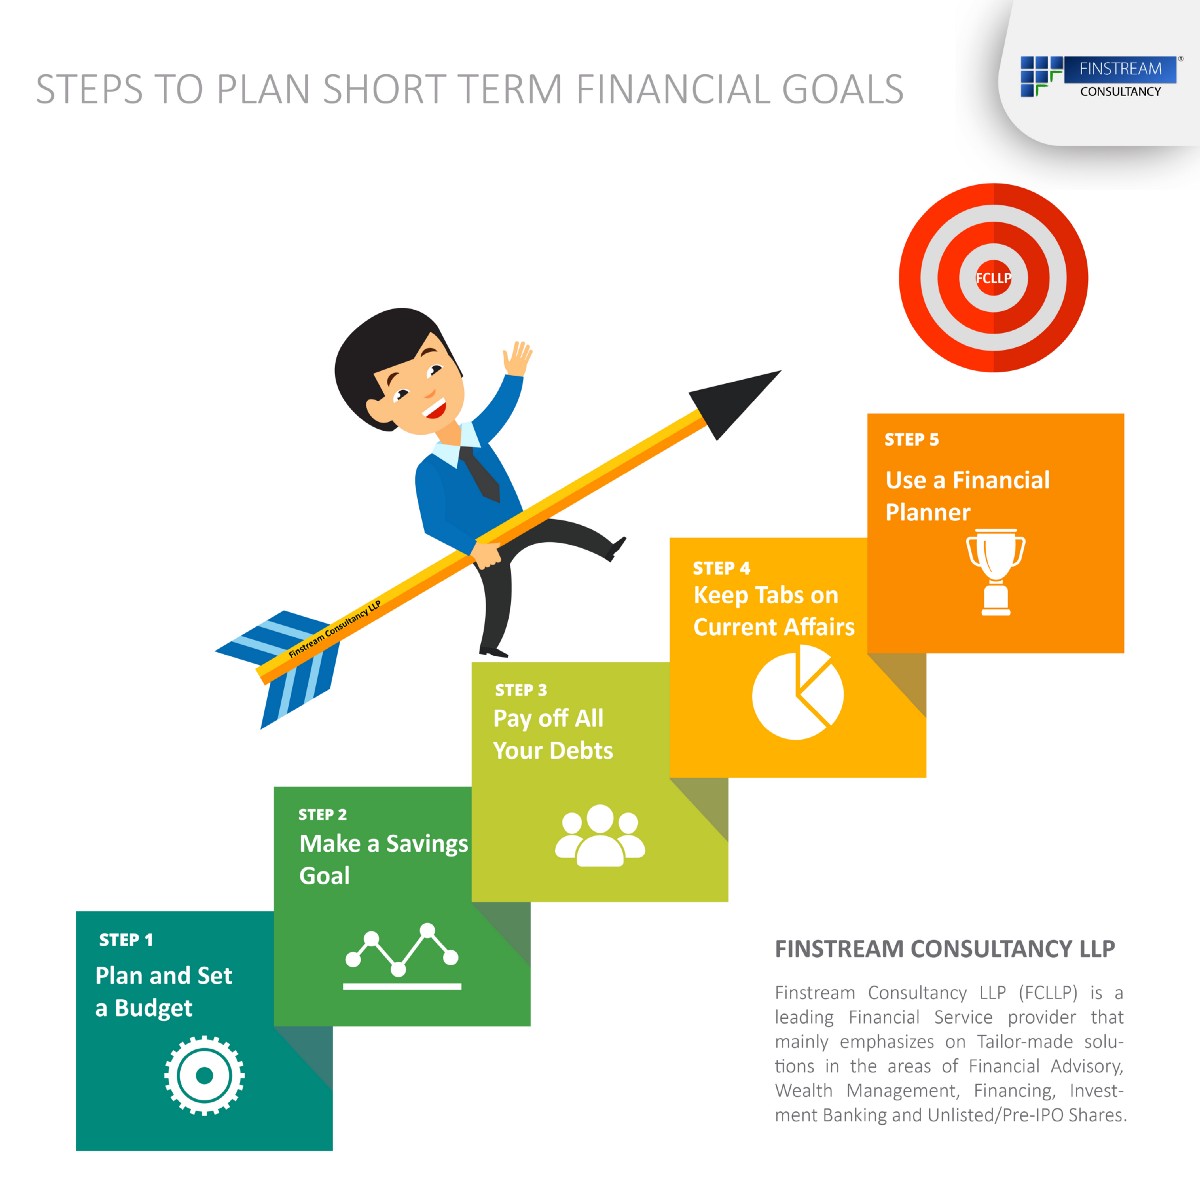 STEPS TO PLAN SHORT TERM FINANCIAL GOALS
FINSTREAM
®
CONSULTANCY
FCLLP
Finstream Consultancy LLP
STEP 5
Use a Financial
Planner
STEP 4
Keep Tabs on
Current Affairs
STEP 3
Pay off All
Your Debts
STEP 2
Make a Savings
Goal
STEP 1
Plan and Set
a Budget
FINSTREAM CONSULTANCY LLP
Finstream Consultancy LLP (FCLLP) is a
leading Financial Service provider that
mainly emphasizes on Tailor-made solu-
tions in the areas of Financial Advisory,
Wealth Management, Financing, Invest-
ment Banking and Unlisted/Pre-IPO Shares.